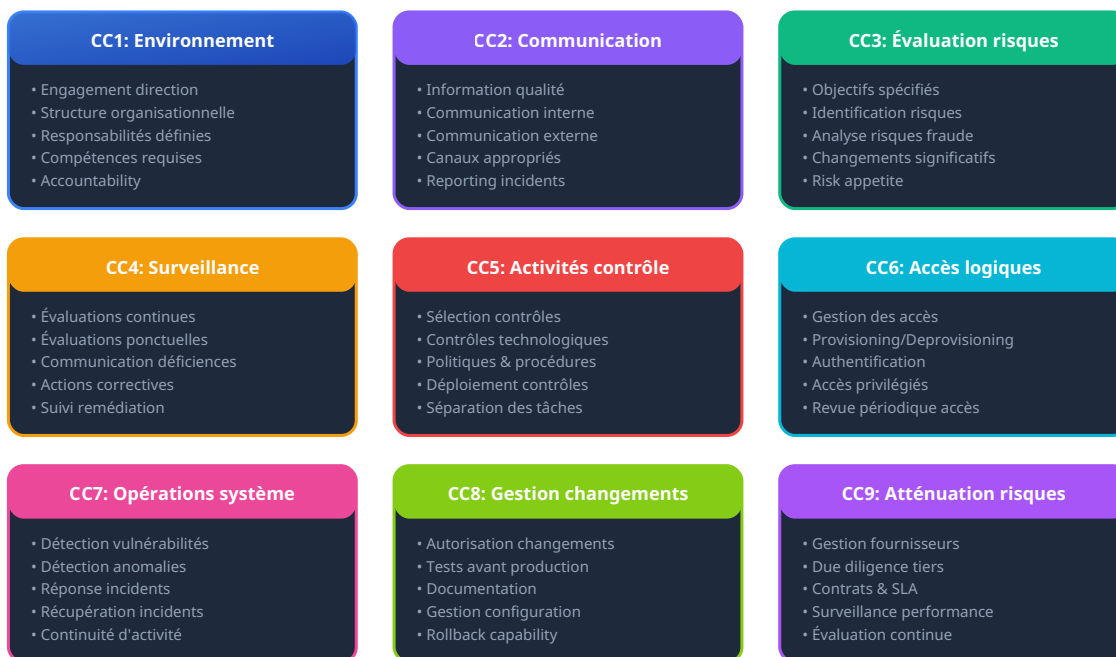 CC1: Environnement
• Engagement direction
• Structure organisationnelle
• Responsabilités définies
• Compétences requises
• Accountability
CC2: Communication
• Information qualité
• Communication interne
• Communication externe
• Canaux appropriés
• Reporting incidents
CC3: Évaluation risques
• Objectifs spécifiés
• Identification risques
• Analyse risques fraude
• Changements significatifs
• Risk appetite
CC4: Surveillance
• Évaluations continues
• Évaluations ponctuelles
• Communication déficiences
• Actions correctives
• Suivi remédiation
CC5: Activités contrôle
• Sélection contrôles
• Contrôles technologiques
• Politiques & procédures
• Déploiement contrôles
• Séparation des tâches
CC6: Accès logiques
• Gestion des accès
• Provisioning/Deprovisioning
• Authentification
• Accès privilégiés
• Revue périodique accès
CC7: Opérations système
• Détection vulnérabilités
• Détection anomalies
• Réponse incidents
• Récupération incidents
• Continuité d'activité
CC8: Gestion changements
• Autorisation changements
• Tests avant production
• Documentation
• Gestion configuration
• Rollback capability
CC9: Atténuation risques
• Gestion fournisseurs
• Due diligence tiers
• Contrats & SLA
• Surveillance performance
• Évaluation continue